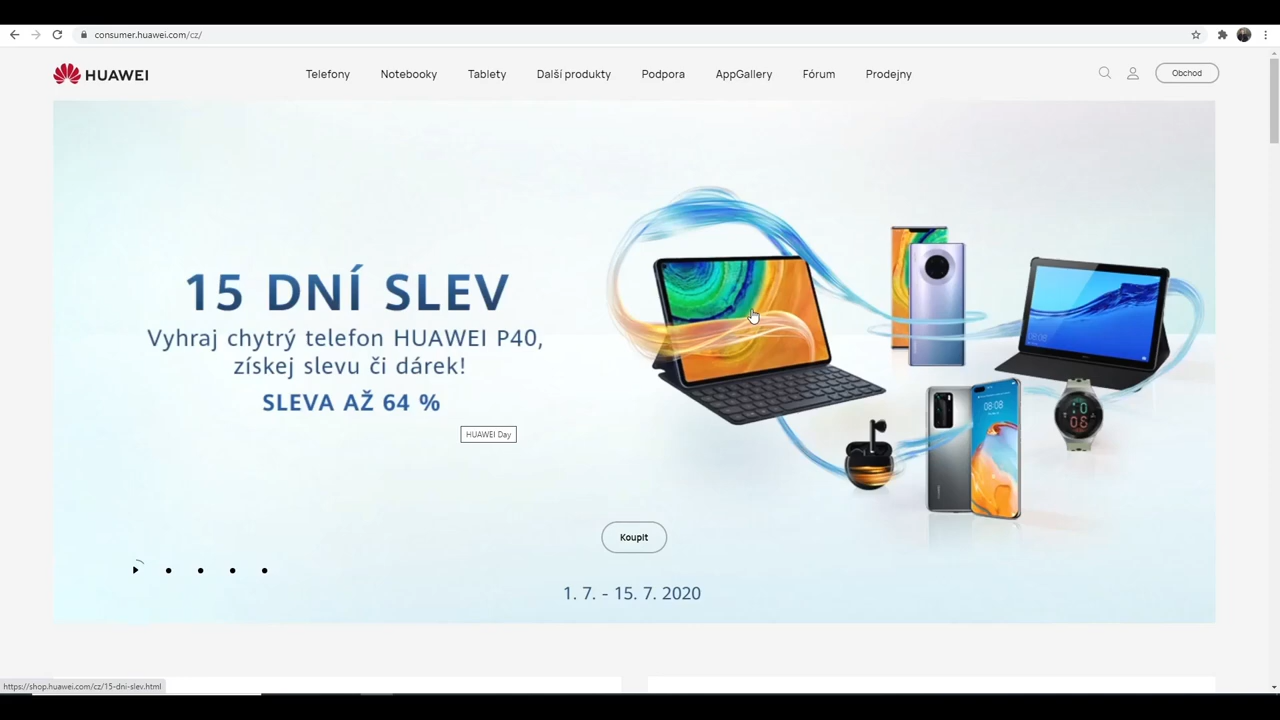 consumer.huawei.com/cz/
HUAWEI
Telefony
Notebooky
Tablety
Další produkty
Podpora
AppGallery
Fórum
Prodejny
Obchod
15 DNÍ SLEV
Vyhraj chytrý telefon HUAWEI P40,
získej slevu či dárek!
SLEVA AŽ 64 %
HUAWEI Day
08:08
Koupit
1. 7. - 15. 7. 2020
https://shop.huawei.com/cz/15-dni-slev.html